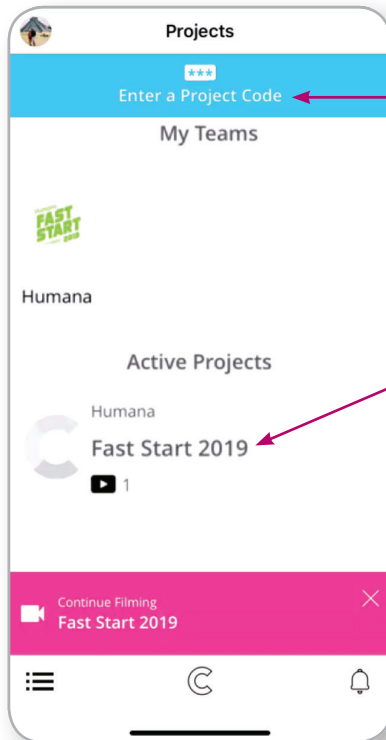 Projects
***
Enter a Project Code
My Teams
FAST
START
2019
Humana
Active Projects
Humana
Fast Start 2019
1
Continue Filming
Fast Start 2019